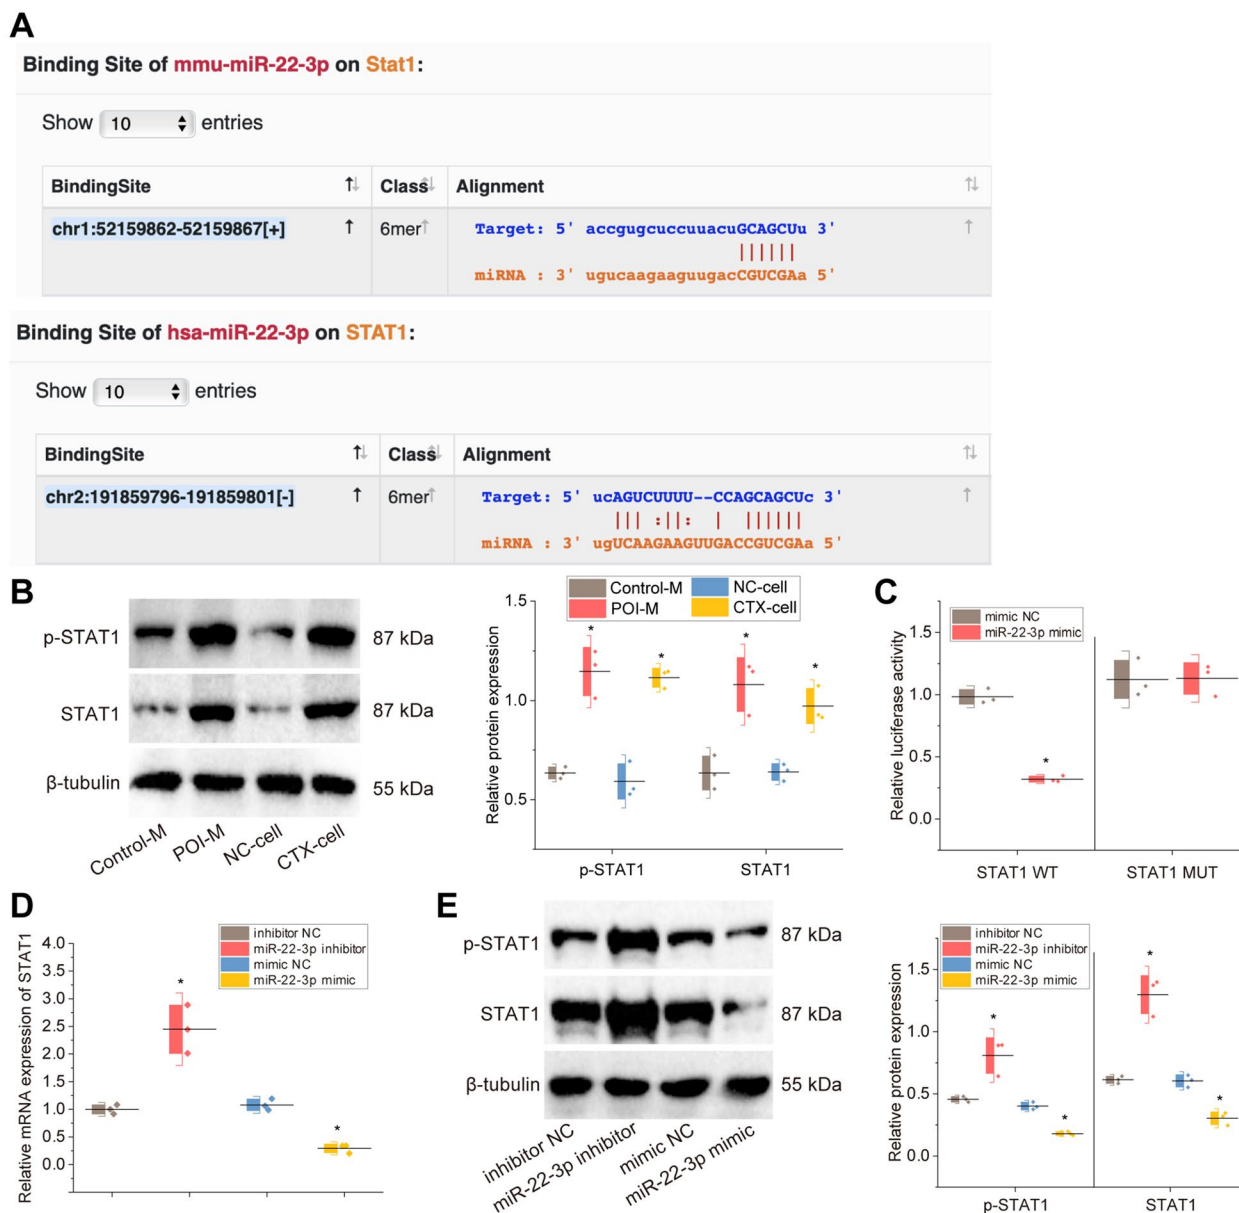 A
Binding Site of mmu-miR-22-3p on Stat1:
Show 10 entries
BindingSite Class Alignment
chr1:52159862-52159867[+] 6mer Target: 5' accgugcuccuuacuGCAGCUu 3'
miRNA : 3' ugucaagaaguugacCGUCGAa 5'
Binding Site of hsa-miR-22-3p on STAT1:
Show 10 entries
BindingSite Class Alignment
chr2:191859796-191859801[-] 6mer Target: 5' ucAGUCUUUU--CCAGCAGCUc 3'
miRNA : 3' ugUCAAGAAGUUGACCGUCGAa 5'
B
p-STAT1 87 kDa
STAT1 87 kDa
β-tubulin 55 kDa
Control-M POI-M NC-cell CTX-cell
Control-M NC-cell
POI-M CTX-cell
Relative protein expression
1.5
1.0
0.5
* * * *
p-STAT1 STAT1
C
mimic NC
miR-22-3p mimic
Relative luciferase activity
1.5
1.0
0.5
0.0
*
STAT1 WT STAT1 MUT
D
inhibitor NC
miR-22-3p inhibitor
mimic NC
miR-22-3p mimic
Relative mRNA expression of STAT1
4.0
3.5
3.0
2.5
2.0
1.5
1.0
0.5
0.0
* *
E
p-STAT1 87 kDa
STAT1 87 kDa
β-tubulin 55 kDa
inhibitor NC miR-22-3p inhibitor mimic NC miR-22-3p mimic
inhibitor NC
miR-22-3p inhibitor
mimic NC
miR-22-3p mimic
Relative protein expression
1.5
1.0
0.5
0.0
* * * *
p-STAT1 STAT1